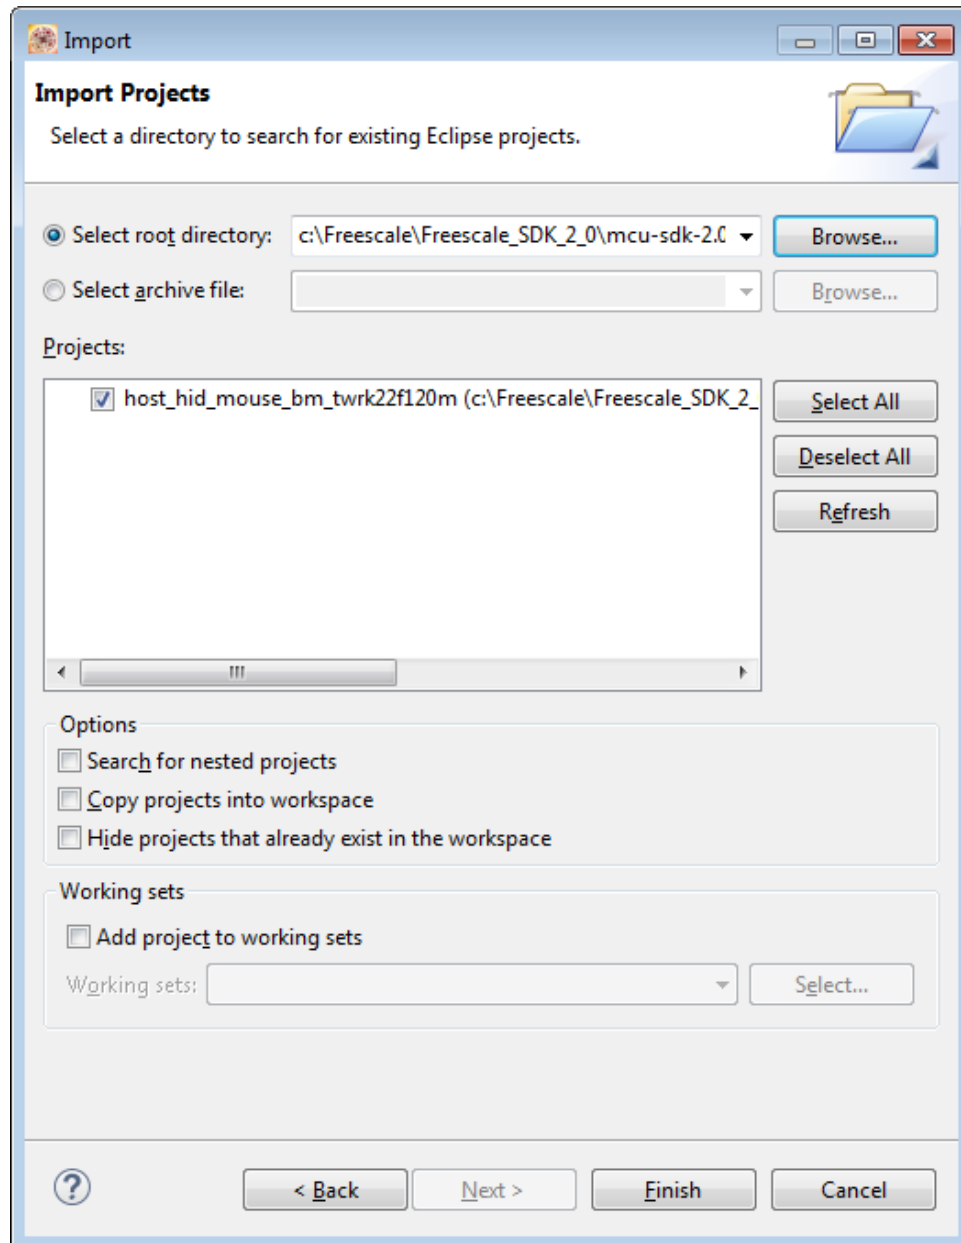 Import
Import Projects
Select a directory to search for existing Eclipse projects.
Select root directory: c:\Freescale\Freescale_SDK_2_0\mcu-sdk-2.0 Browse...
Select archive file: Browse...
Projects:
host_hid_mouse_bm_twrk22f120m (c:\Freescale\Freescale_SDK_2_ Select All
Deselect All
Refresh
Options
Search for nested projects
Copy projects into workspace
Hide projects that already exist in the workspace
Working sets
Add project to working sets
Working sets: Select...
? < Back Next > Finish Cancel